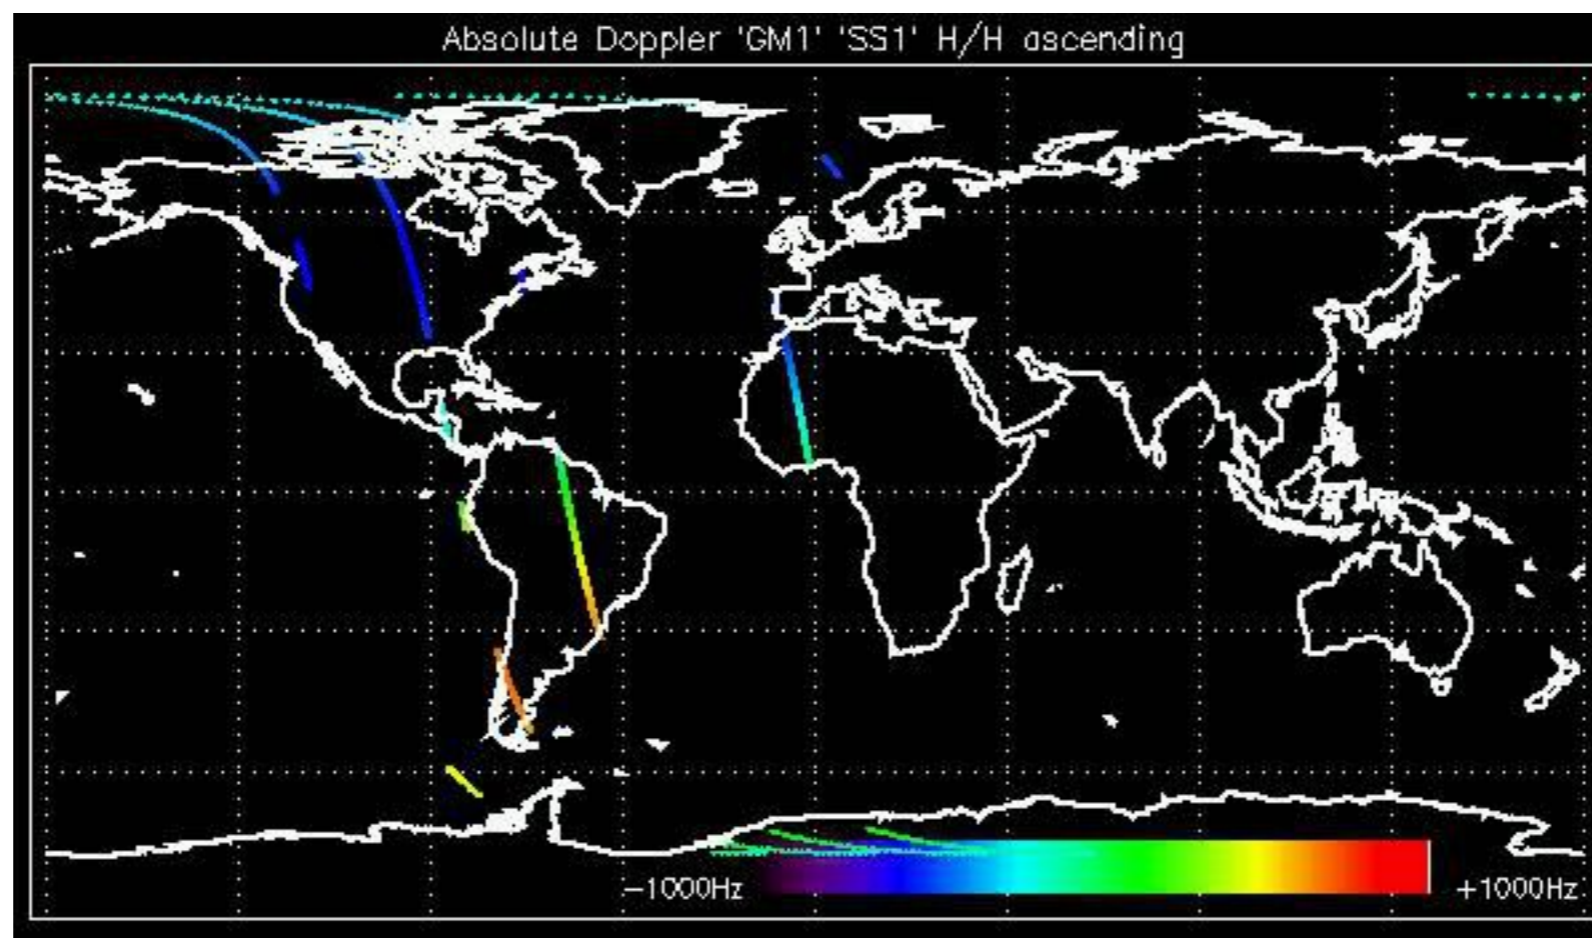 Absolute Doppler 'GM1' 'SS1' H/H ascending
-1000Hz +1000Hz